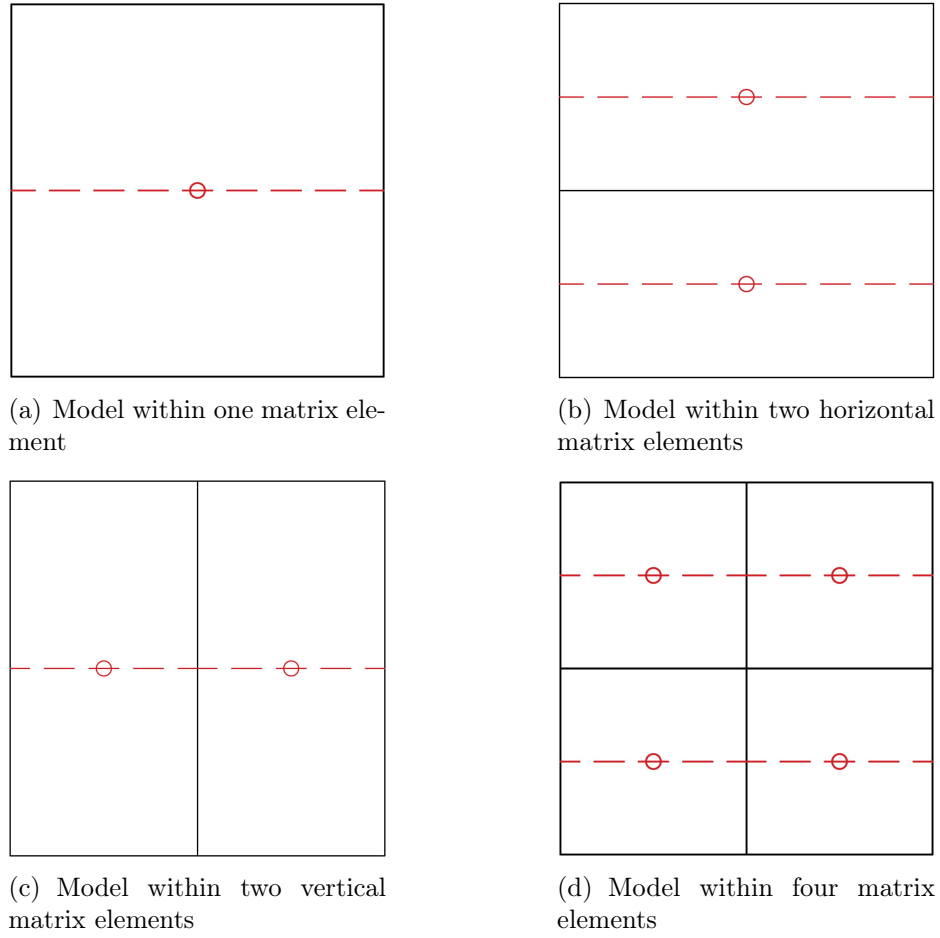 (a) Model within one matrix ele-
ment
(b) Model within two horizontal
matrix elements
(c) Model within two vertical
matrix elements
(d) Model within four matrix
elements